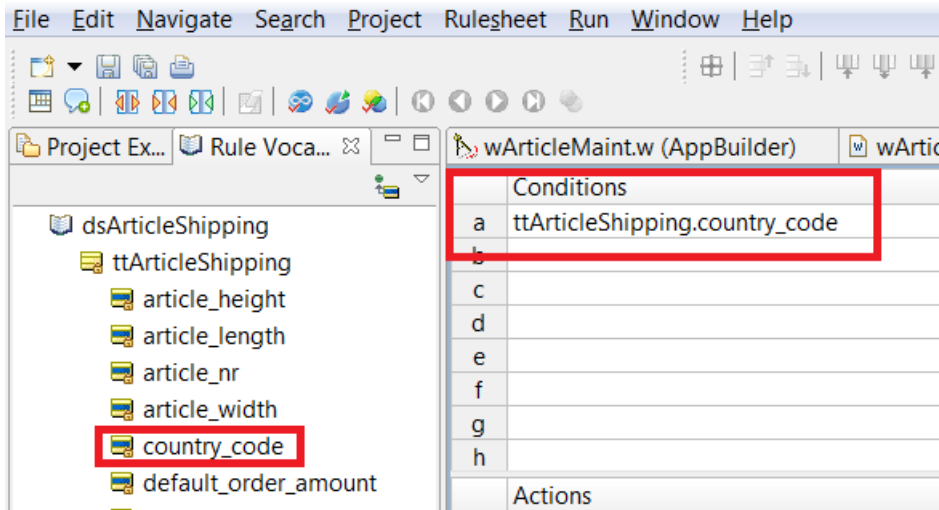 File Edit Navigate Search Project Rulesheet Run Window Help
Project Ex... Rule Voca...
wArticleMaint.w (AppBuilder) wArtic
dsArticleShipping
ttArticleShipping
article_height
article_length
article_nr
article_width
country_code
default_order_amount
Conditions
a ttArticleShipping.country_code
b
c
d
e
f
g
h
Actions